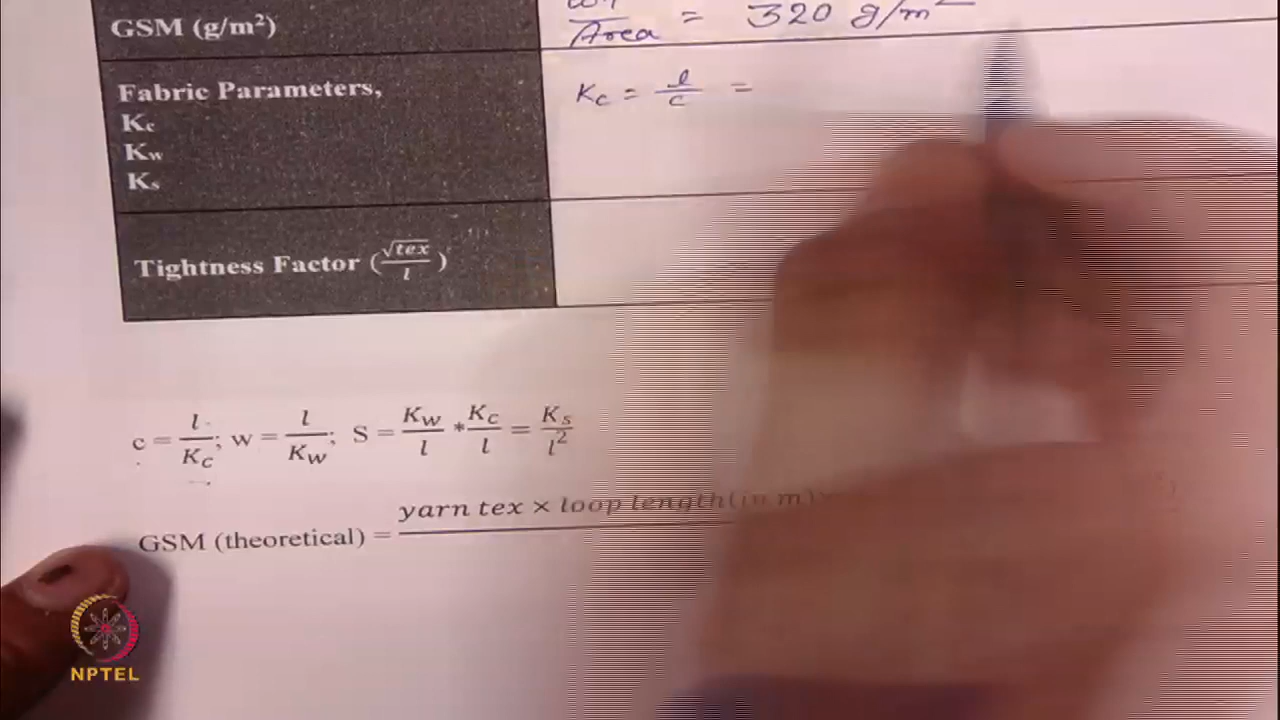 GSM (g/m²)
Area = 320 g/m²
Fabric Parameters,
Kc
Kw
Ks
Kc = l/c =
Tightness Factor (√tex/l)
c = l/Kc; w = l/Kw; S = Kw/l * Kc/l = Ks/l²
GSM (theoretical) = yarn tex × loop length(in m)
NPTEL